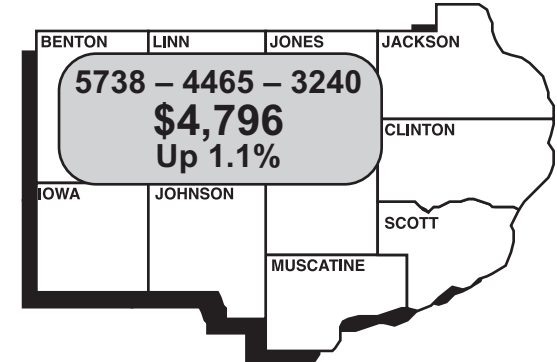 BENTON LINN JONES JACKSON
5738 – 4465 – 3240
$4,796
Up 1.1%
CLINTON
IOWA JOHNSON
SCOTT
MUSCATINE